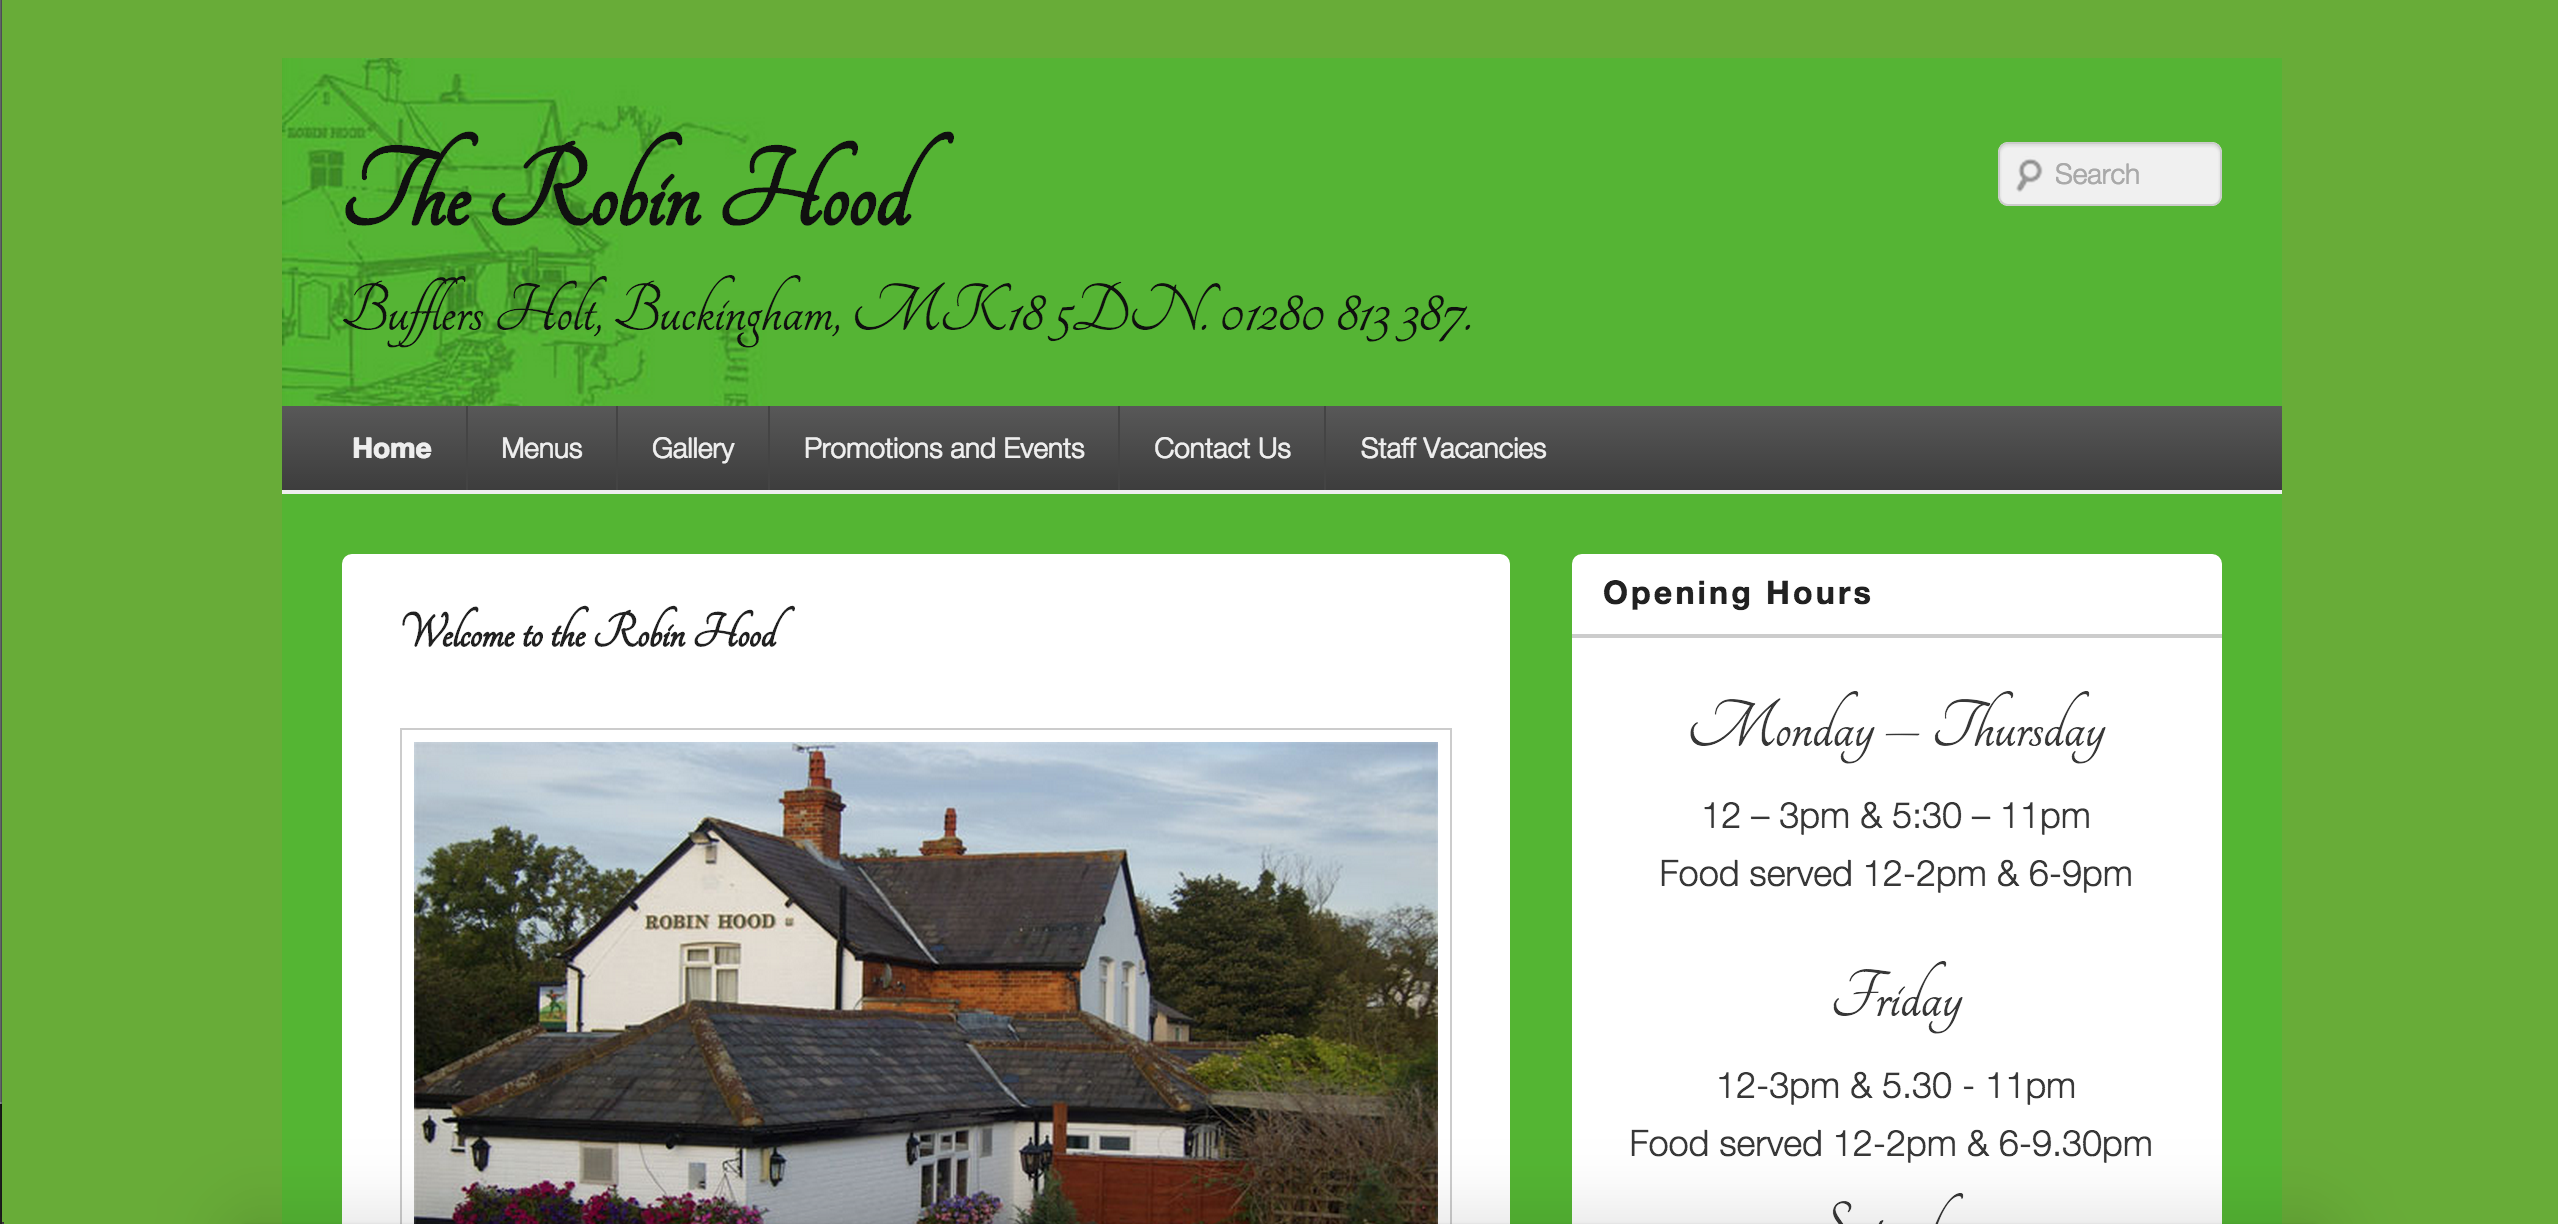 The Robin Hood
Bufflers Holt, Buckingham, MK18 5DN. 01280 813 387.
Search
Home
Menus
Gallery
Promotions and Events
Contact Us
Staff Vacancies
Welcome to the Robin Hood
ROBIN HOOD
Opening Hours
Monday – Thursday
12 – 3pm & 5:30 – 11pm
Food served 12-2pm & 6-9pm
Friday
12-3pm & 5.30 - 11pm
Food served 12-2pm & 6-9.30pm